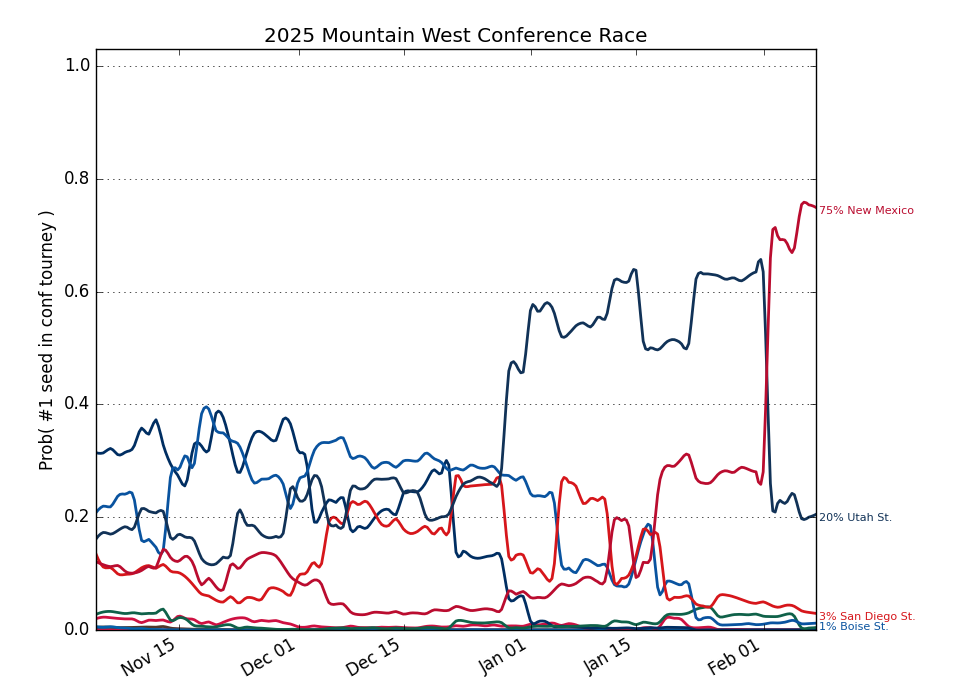 2025 Mountain West Conference Race
Prob( #1 seed in conf tourney )
1.0
0.8
0.6
0.4
0.2
0.0
75% New Mexico
20% Utah St.
3% San Diego St.
1% Boise St.
Nov 15
Dec 01
Dec 15
Jan 01
Jan 15
Feb 01